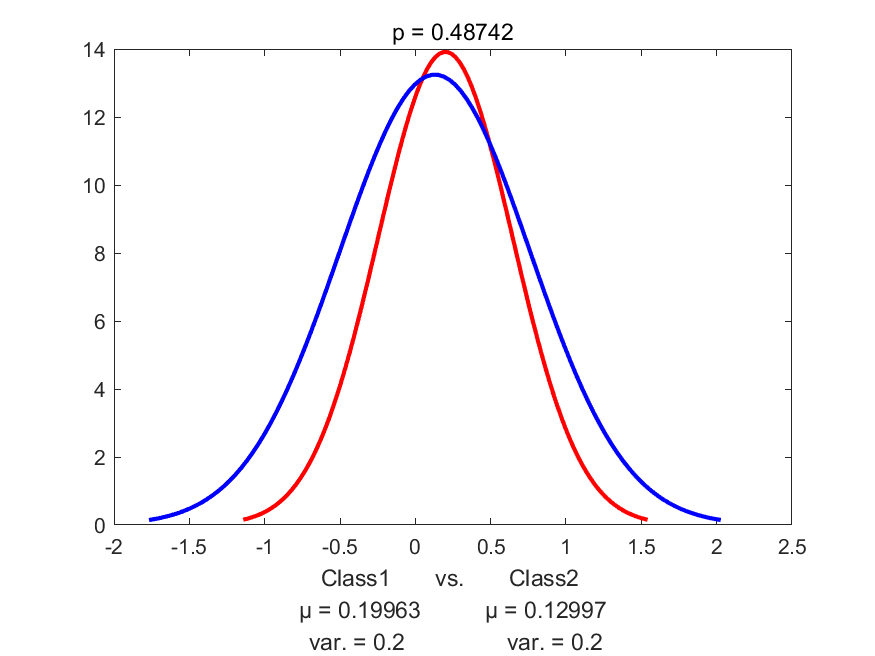 p = 0.48742
14
12
10
8
6
4
2
0
-2 -1.5 -1 -0.5 0 0.5 1 1.5 2 2.5
Class1 vs. Class2
μ = 0.19963 μ = 0.12997
var. = 0.2 var. = 0.2